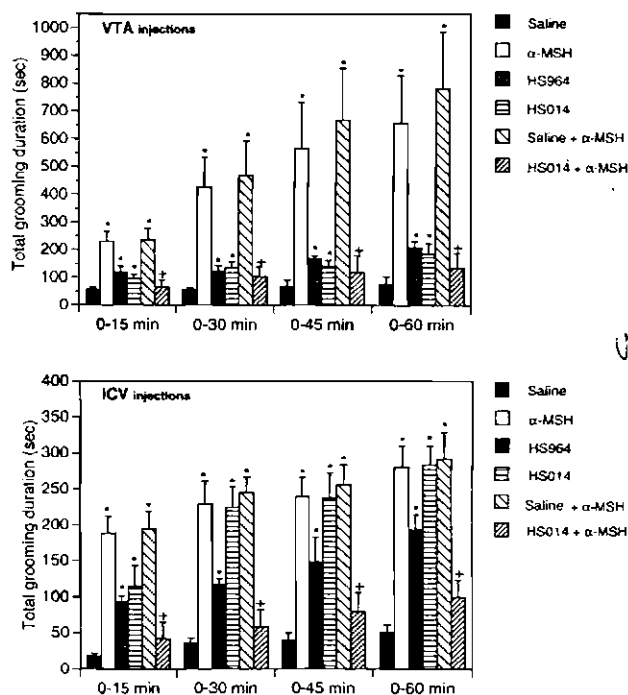 VTA injections
Total grooming duration (sec)
1000
900
800
700
600
500
400
300
200
100
0
0-15 min
0-30 min
0-45 min
0-60 min
Saline
α-MSH
HS964
HS014
Saline + α-MSH
HS014 + α-MSH
ICV injections
Total grooming duration (sec)
400
350
300
250
200
150
100
50
0
0-15 min
0-30 min
0-45 min
0-60 min
Saline
α-MSH
HS964
HS014
Saline + α-MSH
HS014 + α-MSH